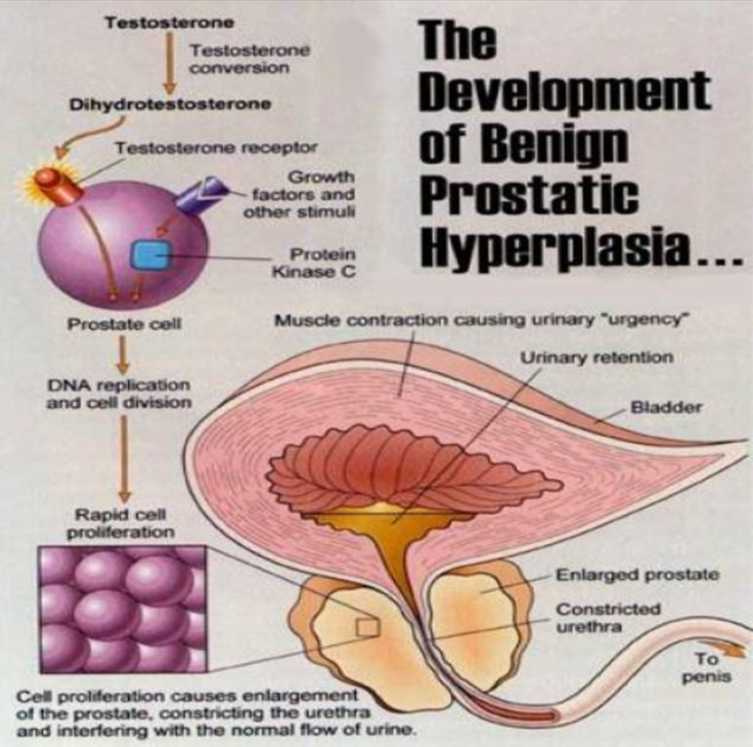 Testosterone
Testosterone
conversion
Dihydrotestosterone
Testosterone receptor
Growth
factors and
other stimuli
Protein
Kinase C
Prostate cell
DNA replication
and cell division
Rapid cell
proliferation
The
Development
of Benign
Prostatic
Hyperplasia...
Muscle contraction causing urinary "urgency"
Urinary retention
Bladder
Enlarged prostate
Constricted
urethra
To
penis
Cell proliferation causes enlargement
of the prostate, constricting the urethra
and interfering with the normal flow of urine.